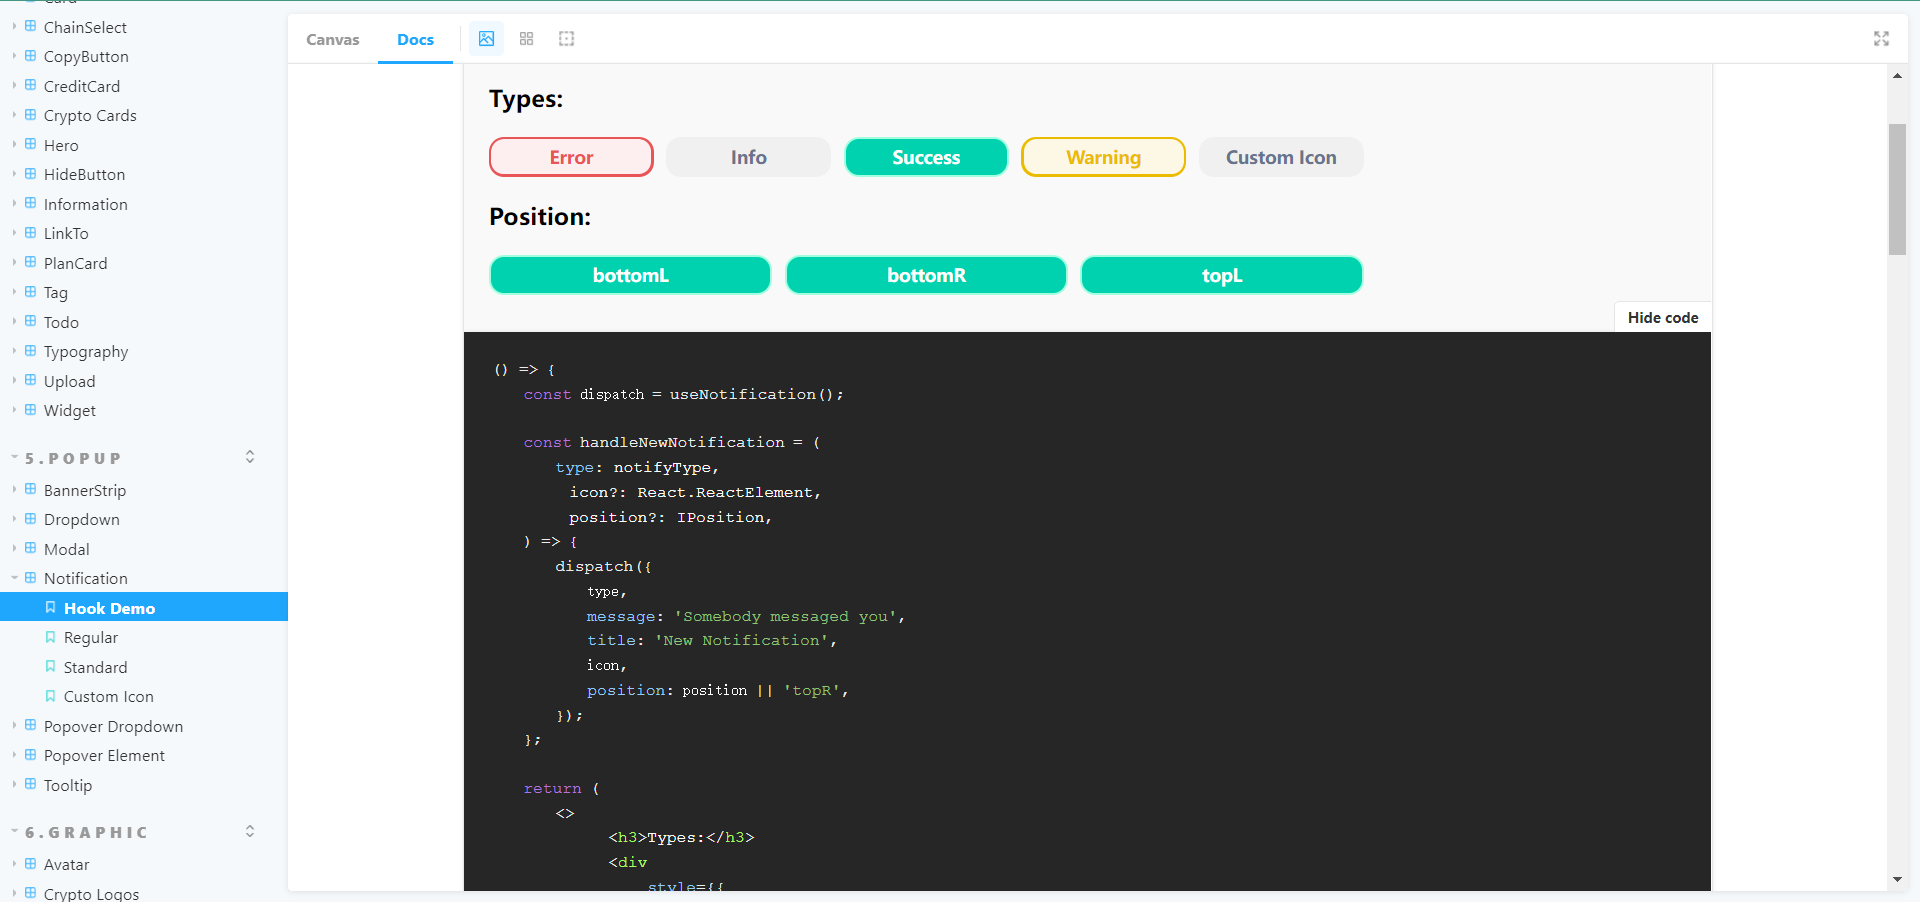 Card
ChainSelect
CopyButton
CreditCard
Crypto Cards
Hero
HideButton
Information
LinkTo
PlanCard
Tag
Todo
Typography
Upload
Widget
5.POPUP
BannerStrip
Dropdown
Modal
Notification
Hook Demo
Regular
Standard
Custom Icon
Popover Dropdown
Popover Element
Tooltip
6.GRAPHIC
Avatar
Crypto Logos
Canvas Docs
Types:
Error Info Success Warning Custom Icon
Position:
bottomL bottomR topL
Hide code
() => {
const dispatch = useNotification();
const handleNewNotification = (
type: notifyType,
icon?: React.ReactElement,
position?: IPosition,
) => {
dispatch({
type,
message: 'Somebody messaged you',
title: 'New Notification',
icon,
position: position || 'topR',
});
};
return (
<>
<h3>Types:</h3>
<div
style={{